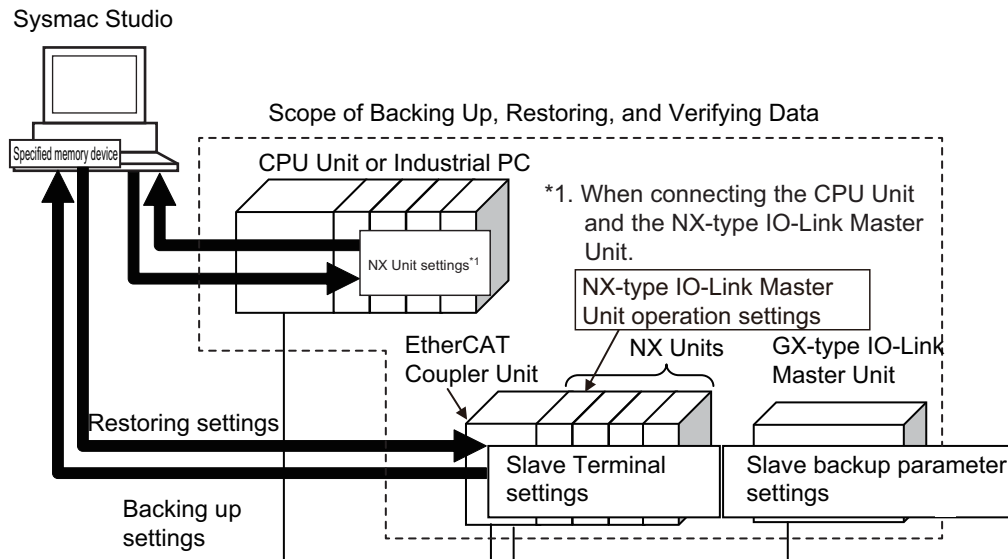 Sysmac Studio
Specified memory device
Scope of Backing Up, Restoring, and Verifying Data
CPU Unit or Industrial PC
NX Unit settings*1
*1. When connecting the CPU Unit
and the NX-type IO-Link Master
Unit.
NX-type IO-Link Master
Unit operation settings
EtherCAT
Coupler Unit
NX Units
GX-type IO-Link
Master Unit
Restoring settings
Slave Terminal
settings
Slave backup parameter
settings
Backing up
settings